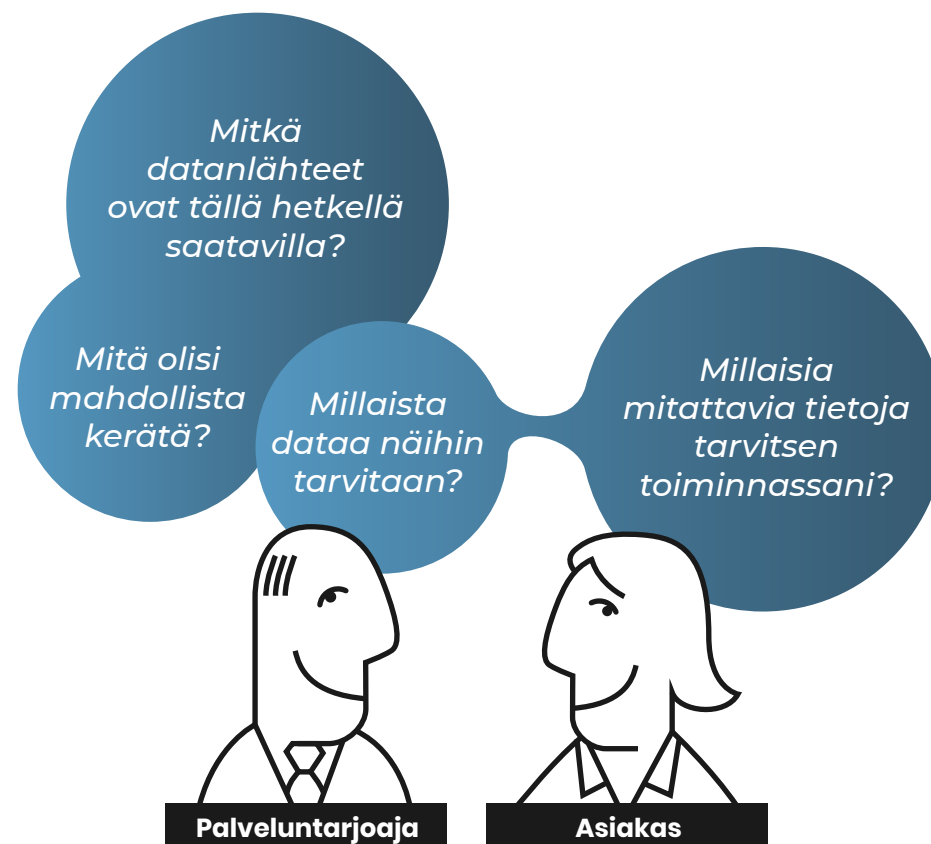 Mitkä
datanlähteet
ovat tällä hetkellä
saatavilla?
Mitä olisi
mahdollista
kerätä?
Millaista
dataa näihin
tarvitaan?
Millaisia
mitattavia tietoja
tarvitsen
toiminnassani?
Palveluntarjoaja
Asiakas